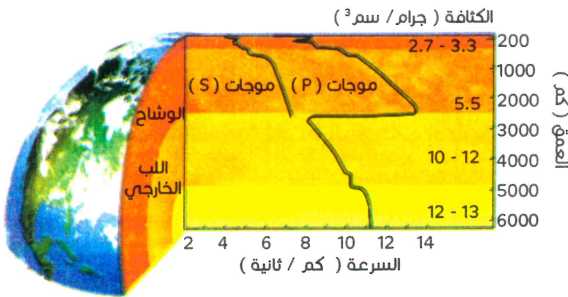 الكثافة ( جرام / سم³ )
200
2.7 - 3.3
1000
موجات ( P )
موجات ( S )
2000
5.5
الوشاح
3000
العمق ( كم )
10 - 12
4000
اللب
الخارجي
5000
12 - 13
6000
2 4 6 8 10 12 14
السرعة ( كم / ثانية )